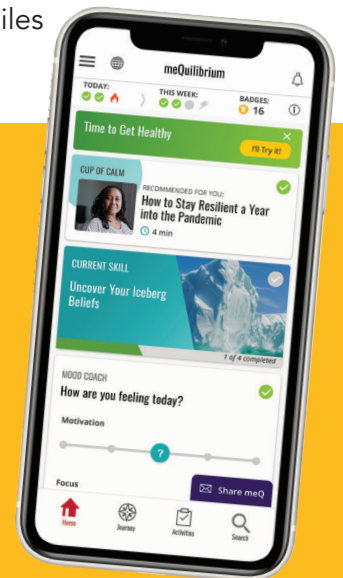 iles
meQuilibrium
TODAY:
THIS WEEK:
BADGES:
16
Time to Get Healthy
I'll Try it!
CUP OF CALM
RECOMMENDED FOR YOU:
How to Stay Resilient a Year
into the Pandemic
4 min
CURRENT SKILL
Uncover Your Iceberg
Beliefs
1 of 4 completed
MOOD COACH
How are you feeling today?
Motivation
?
Focus
Share meQ
Home
Journey
Activities
Search